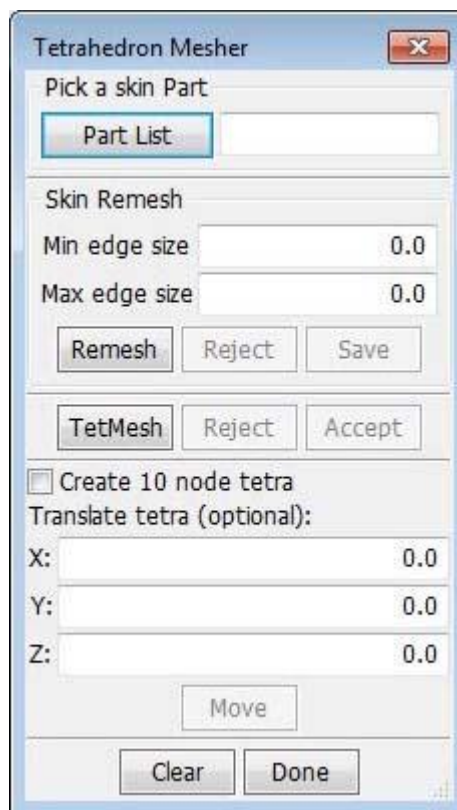 Tetrahedron Mesher
Pick a skin Part
Part List
Skin Remesh
Min edge size 0.0
Max edge size 0.0
Remesh Reject Save
TetMesh Reject Accept
Create 10 node tetra
Translate tetra (optional):
X: 0.0
Y: 0.0
Z: 0.0
Move
Clear Done